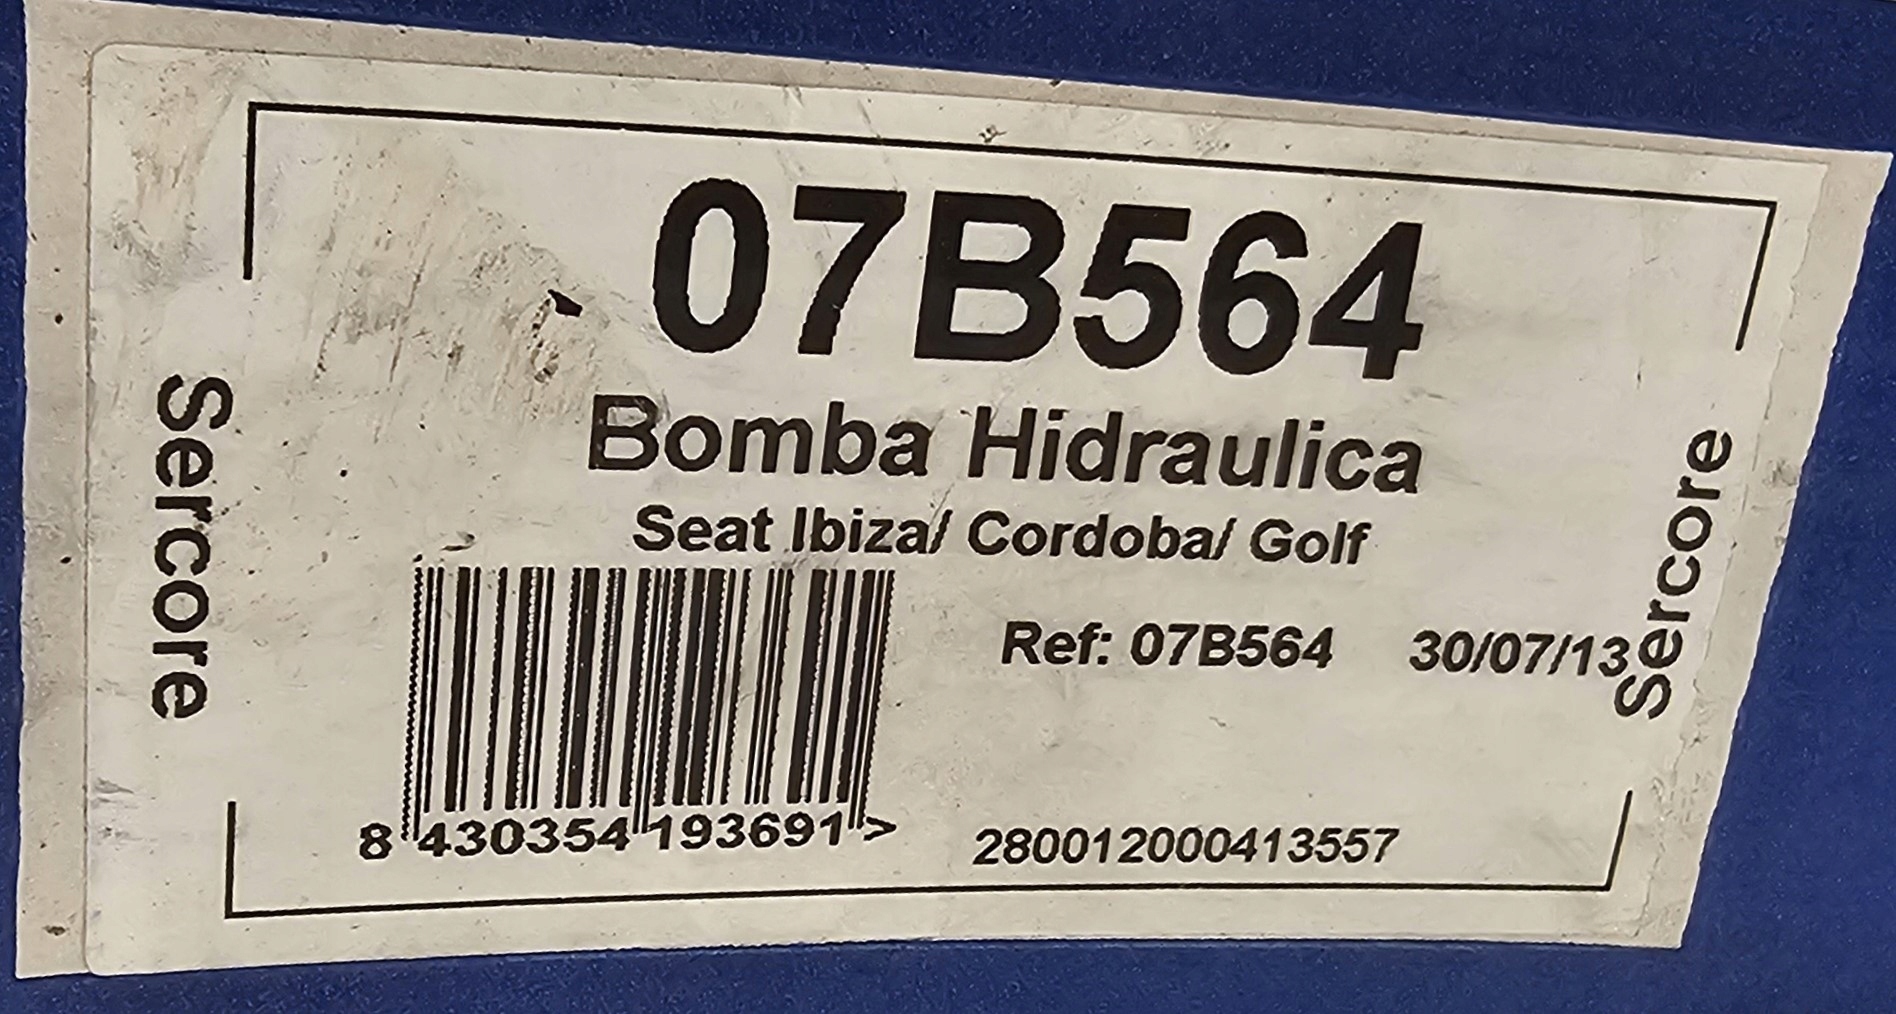 07B564
Bomba Hidraulica
Seat Ibiza/ Cordoba/ Golf
Sercore
Sercore
Ref: 07B564 30/07/13
8 430354 193691 >
280012000413557